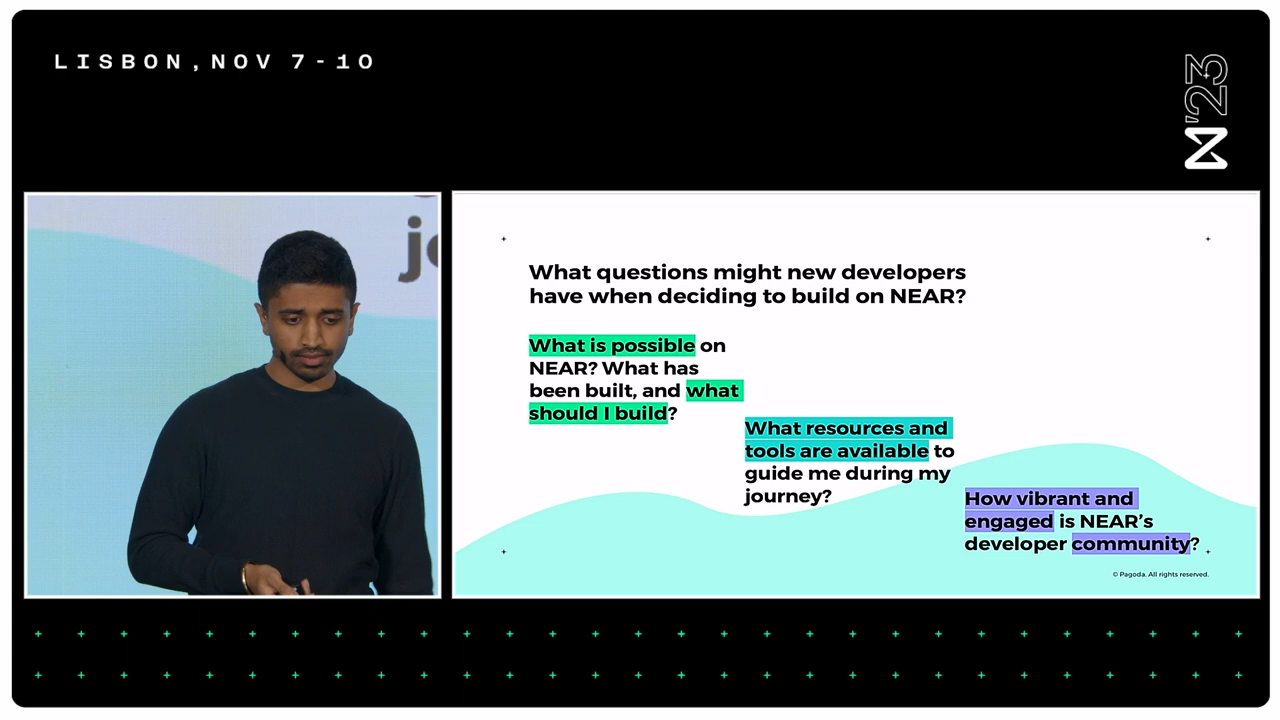 LISBON, NOV 7-10
'23
jo
What questions might new developers
have when deciding to build on NEAR?
What is possible on
NEAR? What has
been built, and what
should I build?
What resources and
tools are available to
guide me during my
journey?
How vibrant and
engaged is NEAR’s
developer community?
© Pagoda. All rights reserved.